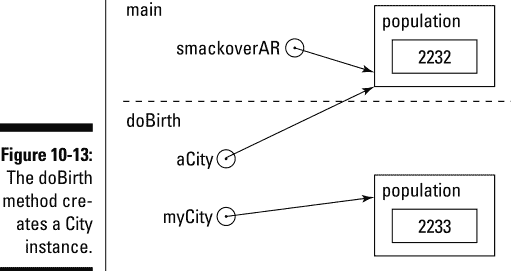 main
population
smackoverAR
2232
doBirth
aCity
myCity
population
2233
Figure 10-13:
The doBirth
method cre-
ates a City
instance.